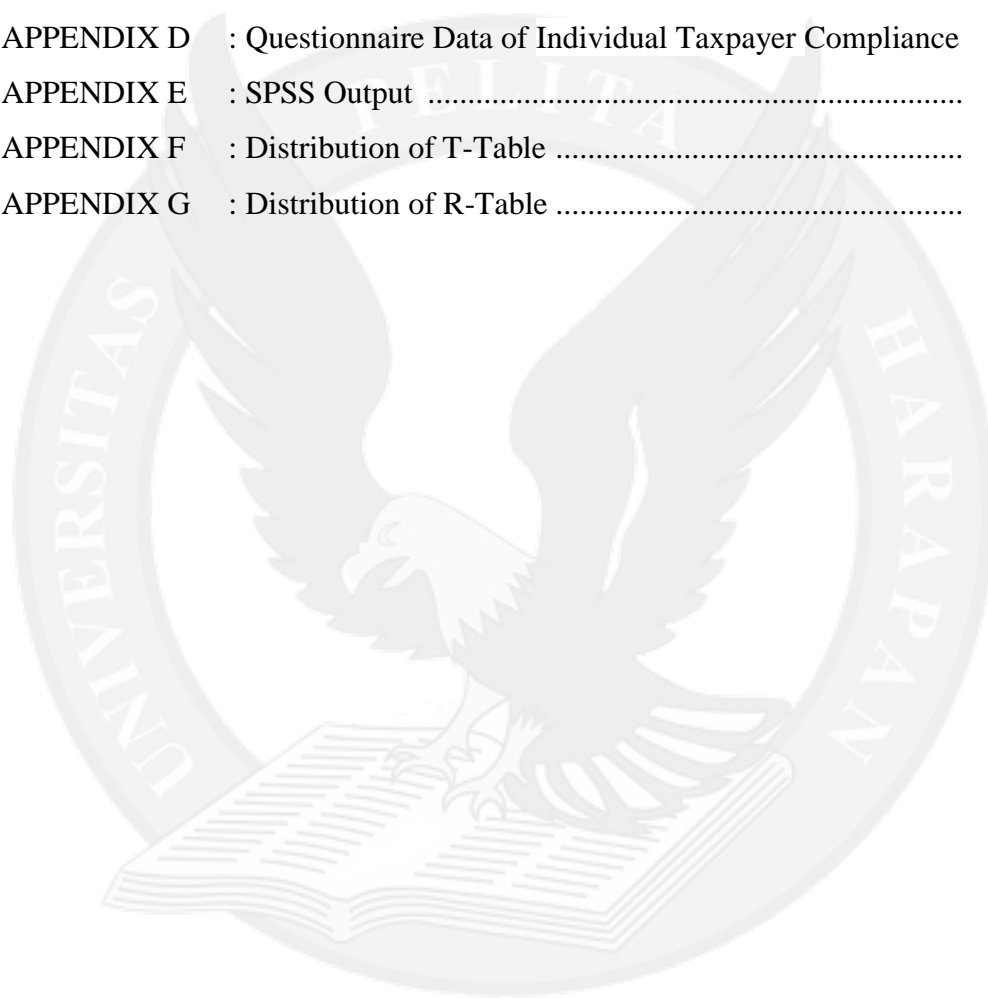 APPENDIX D : Questionnaire Data of Individual Taxpayer Compliance
APPENDIX E : SPSS Output ...................................................................
APPENDIX F : Distribution of T-Table ...................................................
APPENDIX G : Distribution of R-Table ....................................................
UNIVERSITAS PELITA HARAPAN